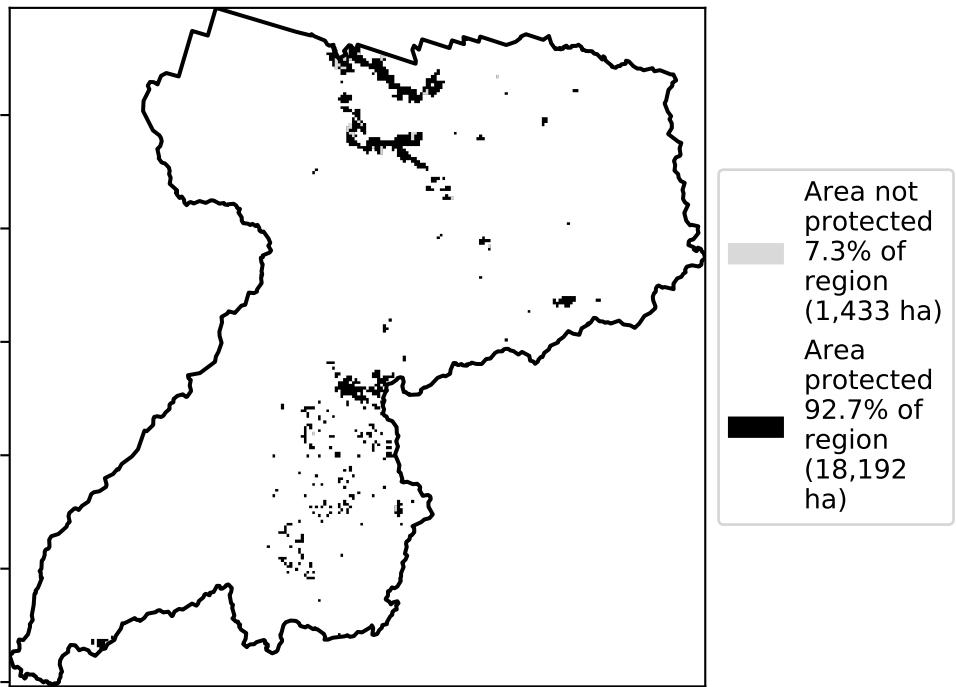 Area not
protected
7.3% of
region
(1,433 ha)
Area
protected
92.7% of
region
(18,192
ha)